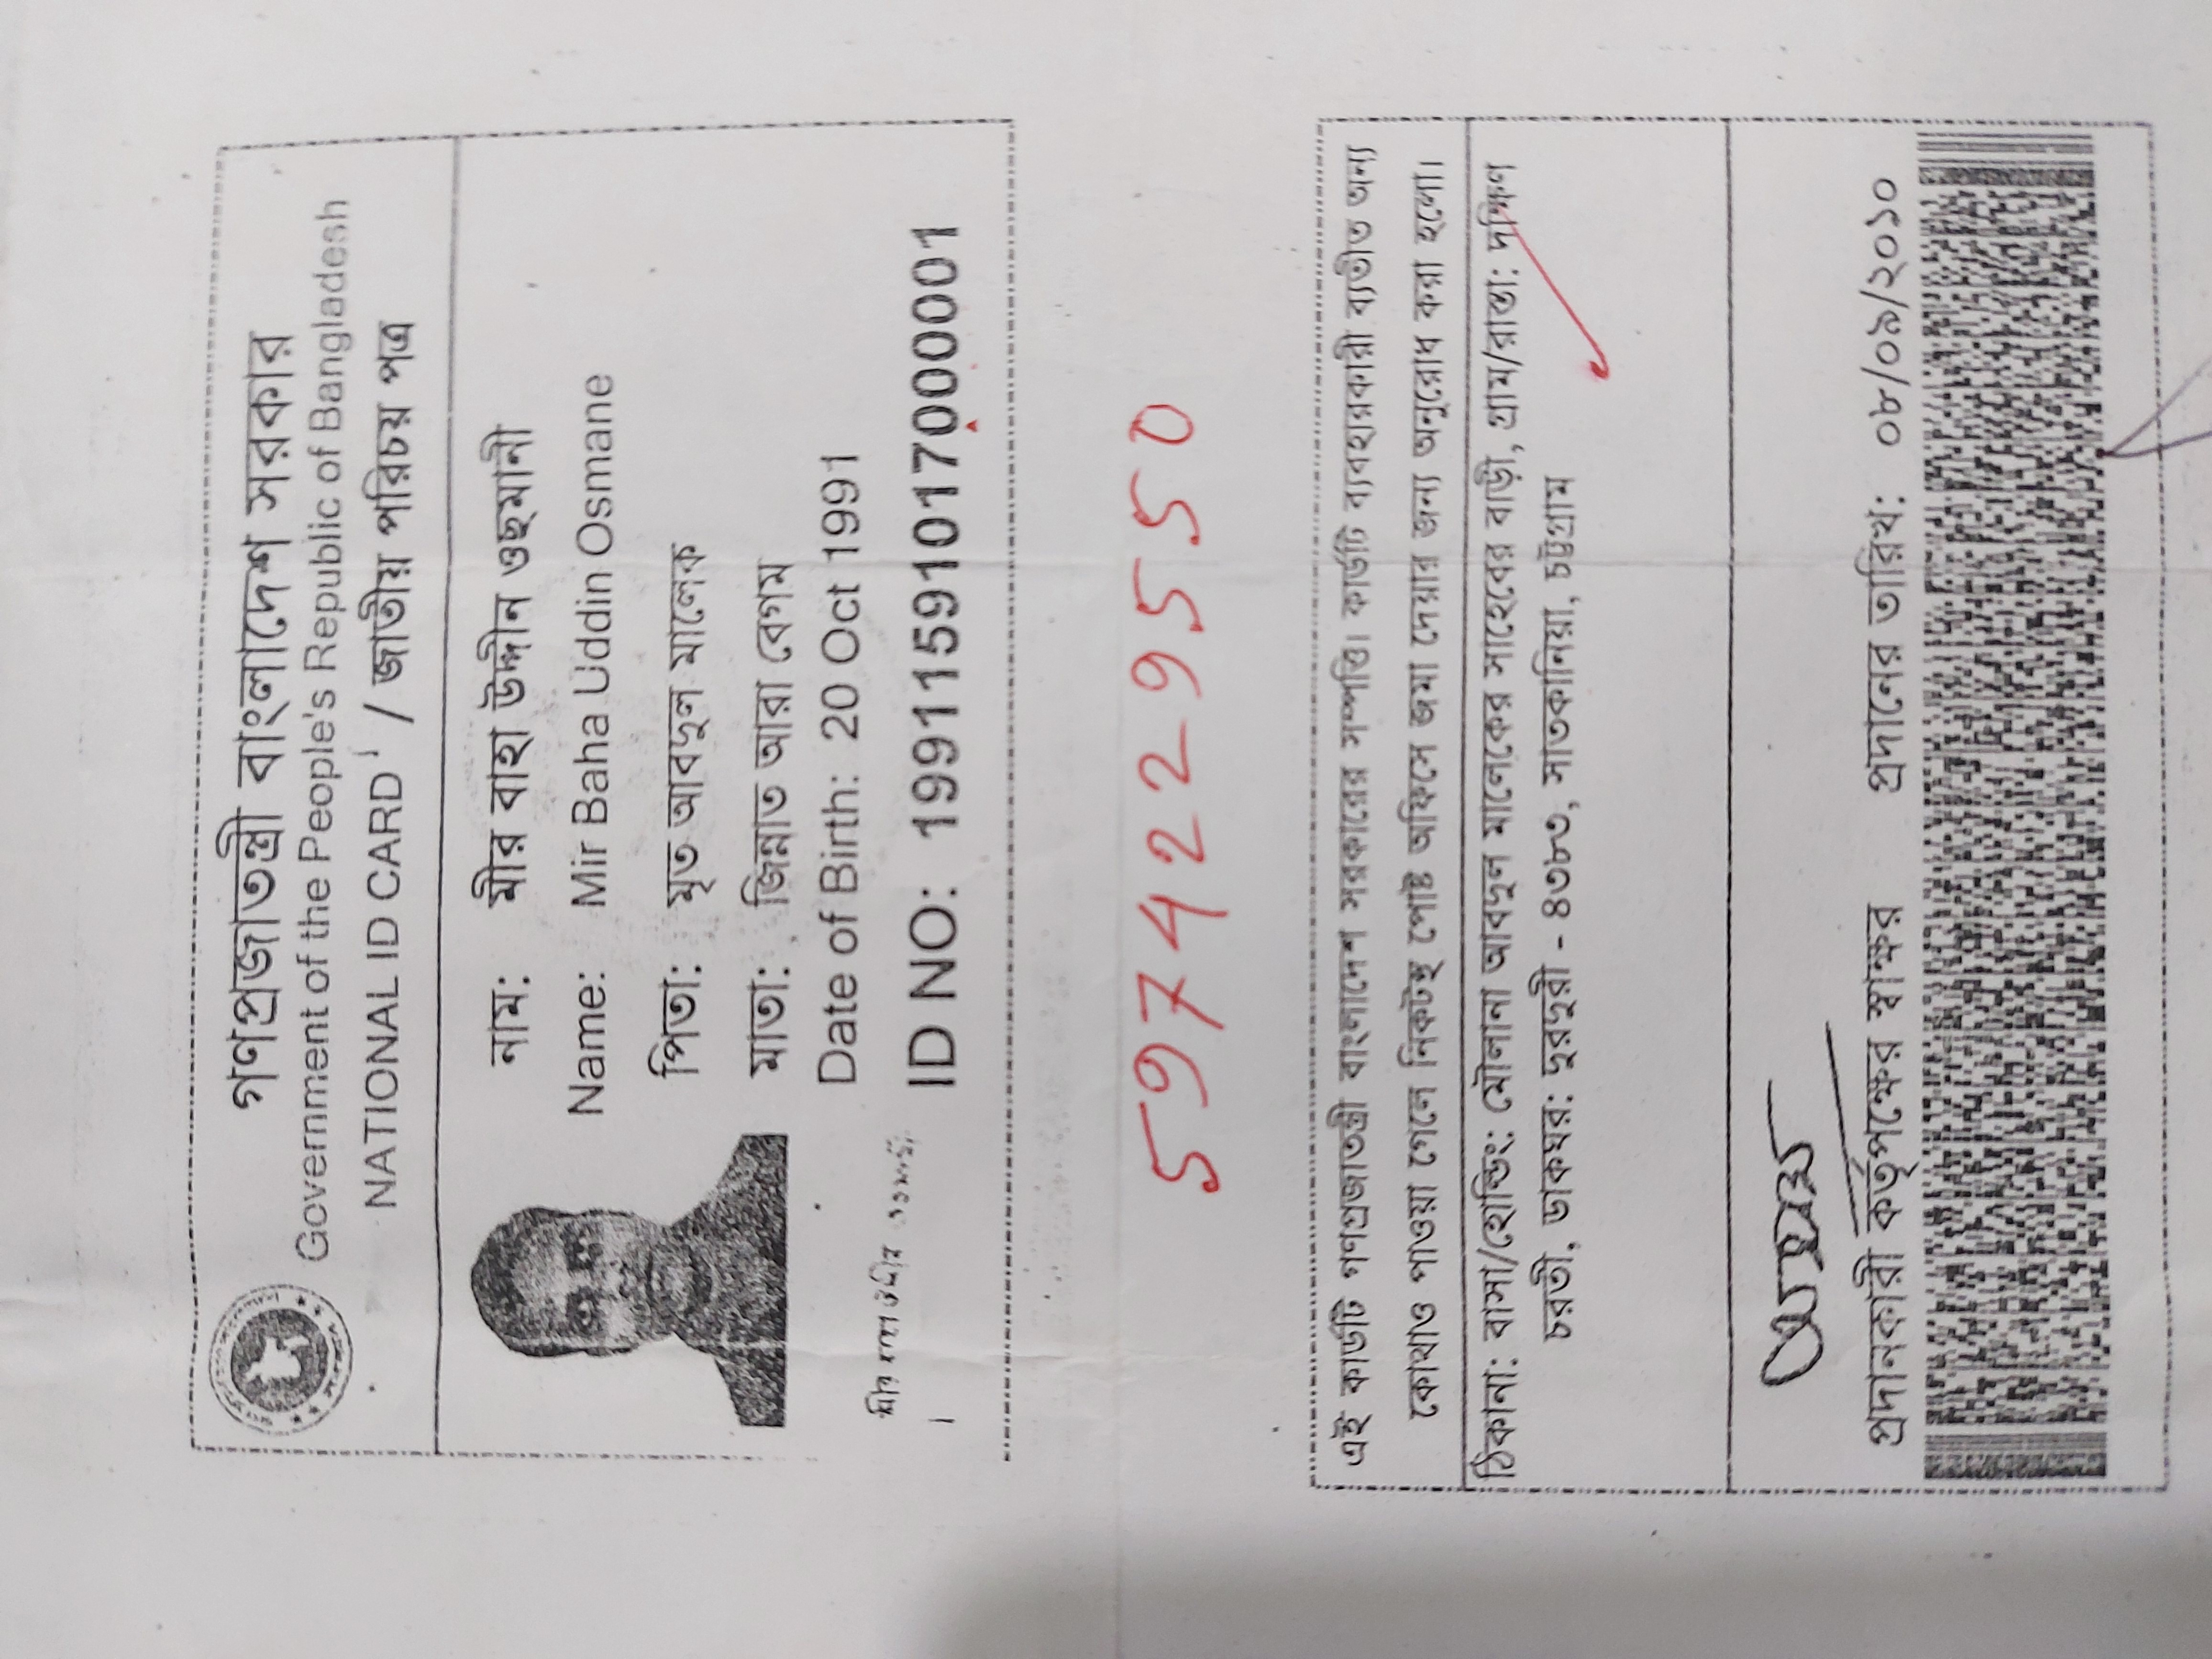 গণপ্রজাতন্ত্রী বাংলাদেশ সরকার
Government of the People's Republic of Bangladesh
NATIONAL ID CARD / জাতীয় পরিচয় পত্র
নাম: মীর বাহা উদ্দীন ওছমানী
Name: Mir Baha Uddin Osmane
পিতা: মৃত আবদুল মালেক
মাতা: জিন্নাত আরা বেগম
Date of Birth: 20 Oct 1991
ID NO: 19911591017000001
মীর বাহা উদ্দীন
5974229550
এই কার্ডটি গণপ্রজাতন্ত্রী বাংলাদেশ সরকারের সম্পত্তি। কার্ডটি ব্যবহারকারী ব্যতীত অন্য
কোথাও পাওয়া গেলে নিকটস্থ পোষ্ট অফিসে জমা দেয়ার জন্য অনুরোধ করা হলো।
ঠিকানা: বাসা/হোল্ডিং: মৌলানা আবদুল মালেকের সাহেবের বাড়ী, গ্রাম/রাস্তা: দক্ষিণ
চরতী, ডাকঘর: দুরদুরী - ৪৩৮৩, সাতকানিয়া, চট্টগ্রাম
প্রদানকারী কর্তৃপক্ষের স্বাক্ষর প্রদানের তারিখ: ০৮/০৯/২০১০